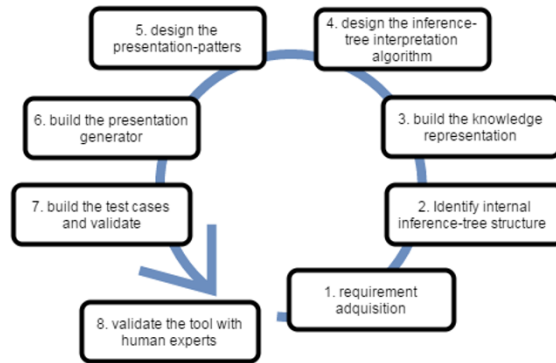 5. design the
presentation-patters
4. design the inference-
tree interpretation
algorithm
6. build the presentation
generator
3. build the knowledge
representation
7. build the test cases
and validate
2. Identify internal
inference-tree structure
1. requirement
adquisition
8. validate the tool with
human experts